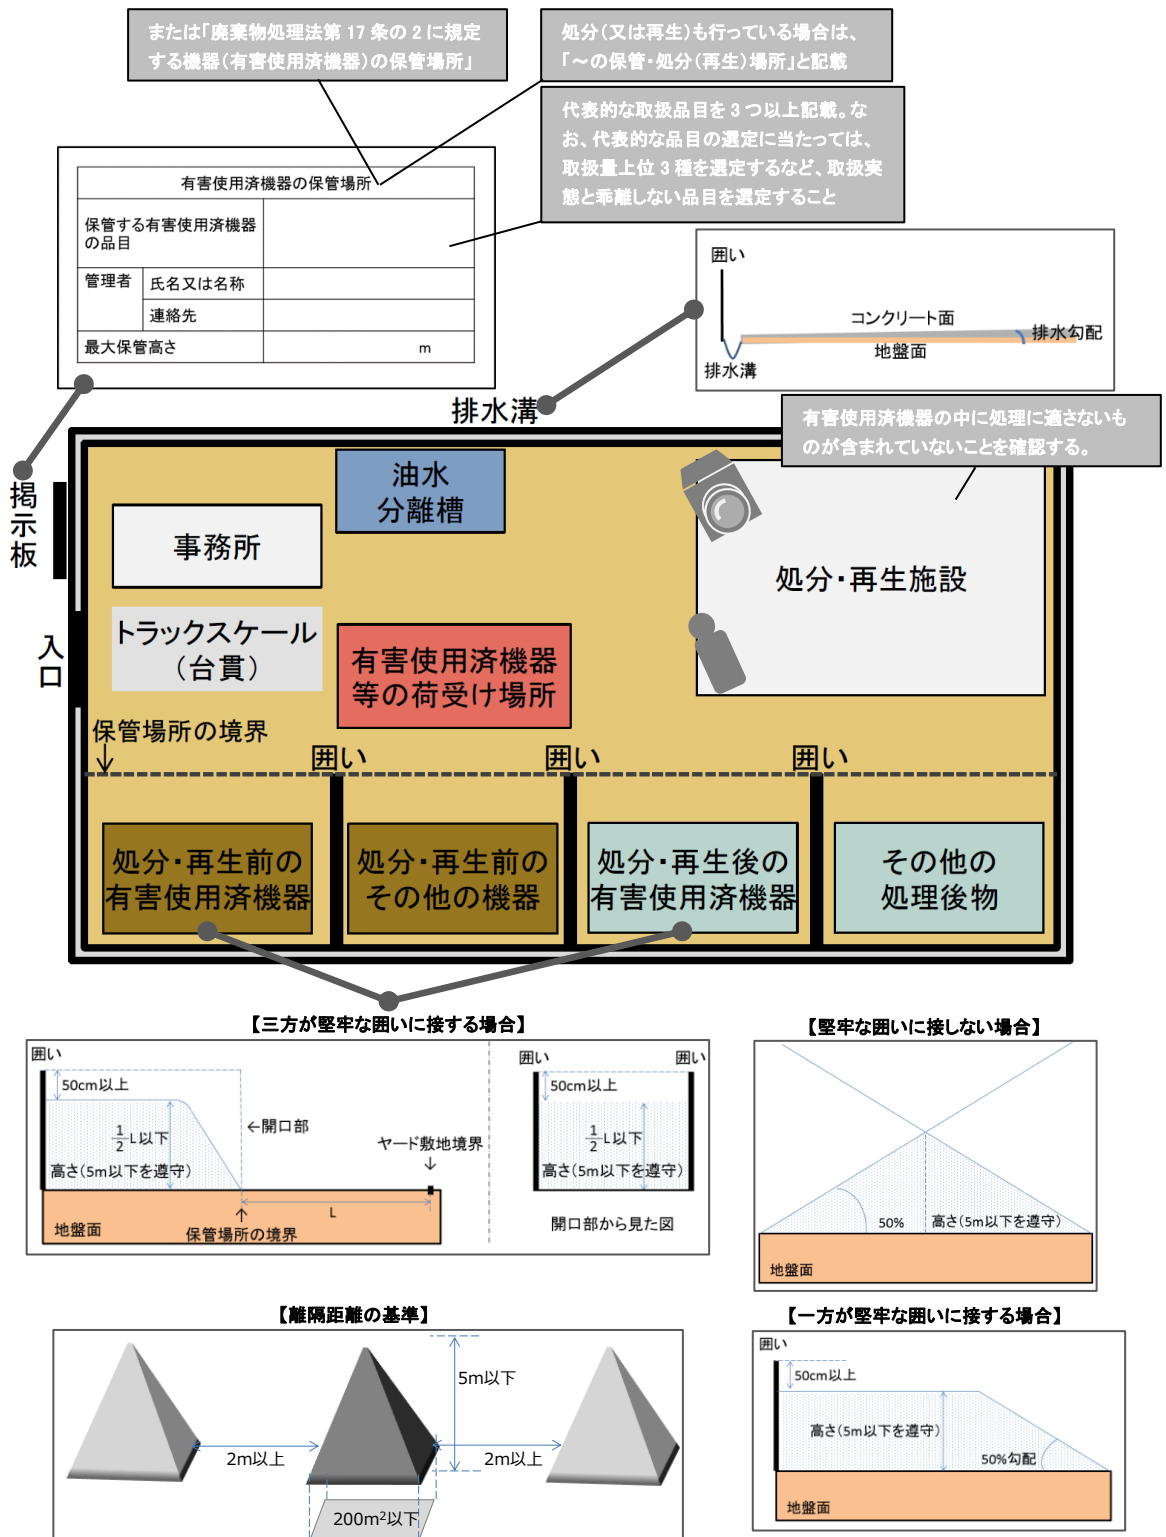 または「廃棄物処理法第 17 条の 2 に規定
する機器（有害使用済機器）の保管場所」
処分（又は再生）も行っている場合は、
「～の保管・処分（再生）場所」と記載
代表的な取扱品目を 3 つ以上記載。な
お、代表的な品目の選定に当たっては、
取扱量上位 3 種を選定するなど、取扱実
態と乖離しない品目を選定すること
有害使用済機器の保管場所
保管する有害使用済機器
の品目
管理者
氏名又は名称
連絡先
最大保管高さ
m
囲い
コンクリート面
排水勾配
地盤面
排水溝
排水溝
有害使用済機器の中に処理に適さないも
のが含まれていないことを確認する。
掲示板
入口
油水
分離槽
事務所
処分・再生施設
トラックスケール
（台貫）
有害使用済機器
等の荷受け場所
保管場所の境界
囲い
囲い
囲い
処分・再生前の
有害使用済機器
処分・再生前の
その他の機器
処分・再生後の
有害使用済機器
その他の
処理後物
【三方が堅牢な囲いに接する場合】
囲い
50cm以上
←開口部
1/2 L以下
高さ（5m以下を遵守）
ヤード敷地境界
L
地盤面
保管場所の境界
囲い
囲い
50cm以上
1/2 L以下
高さ（5m以下を遵守）
開口部から見た図
【堅牢な囲いに接しない場合】
50%
高さ（5m以下を遵守）
地盤面
【離隔距離の基準】
5m以下
2m以上
2m以上
200m²以下
【一方が堅牢な囲いに接する場合】
囲い
50cm以上
高さ（5m以下を遵守）
50%勾配
地盤面